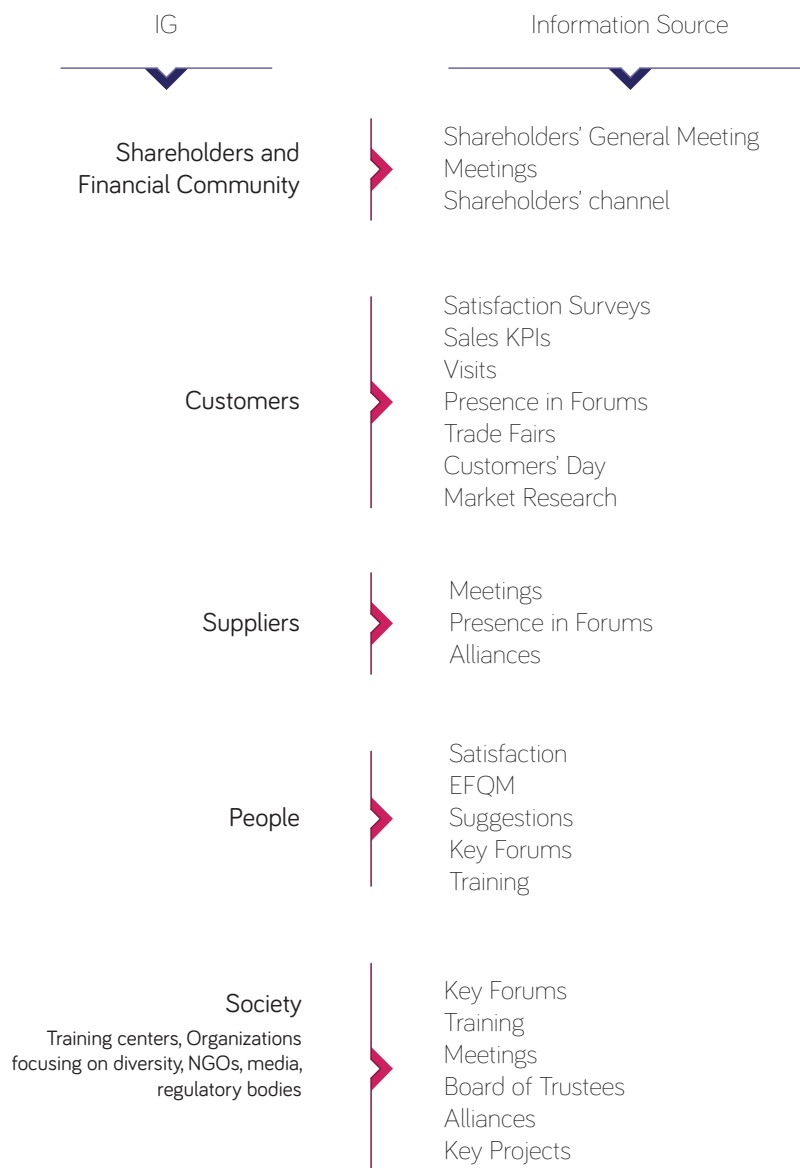 IG
Information Source
Shareholders and
Financial Community
Shareholders’ General Meeting
Meetings
Shareholders’ channel
Customers
Satisfaction Surveys
Sales KPIs
Visits
Presence in Forums
Trade Fairs
Customers’ Day
Market Research
Suppliers
Meetings
Presence in Forums
Alliances
People
Satisfaction
EFQM
Suggestions
Key Forums
Training
Society
Training centers, Organizations
focusing on diversity, NGOs, media,
regulatory bodies
Key Forums
Training
Meetings
Board of Trustees
Alliances
Key Projects